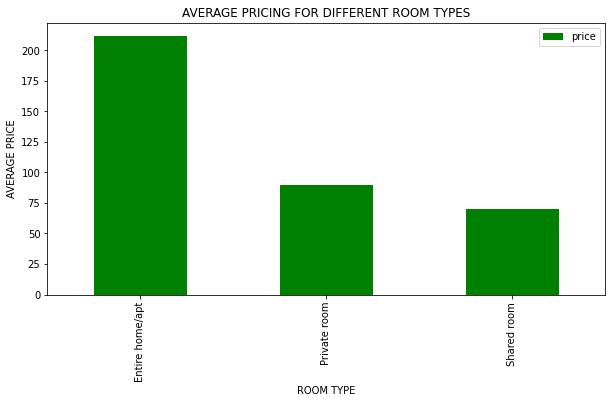 AVERAGE PRICING FOR DIFFERENT ROOM TYPES
price
AVERAGE PRICE
200
175
150
125
100
75
50
25
0
Entire home/apt
Private room
Shared room
ROOM TYPE